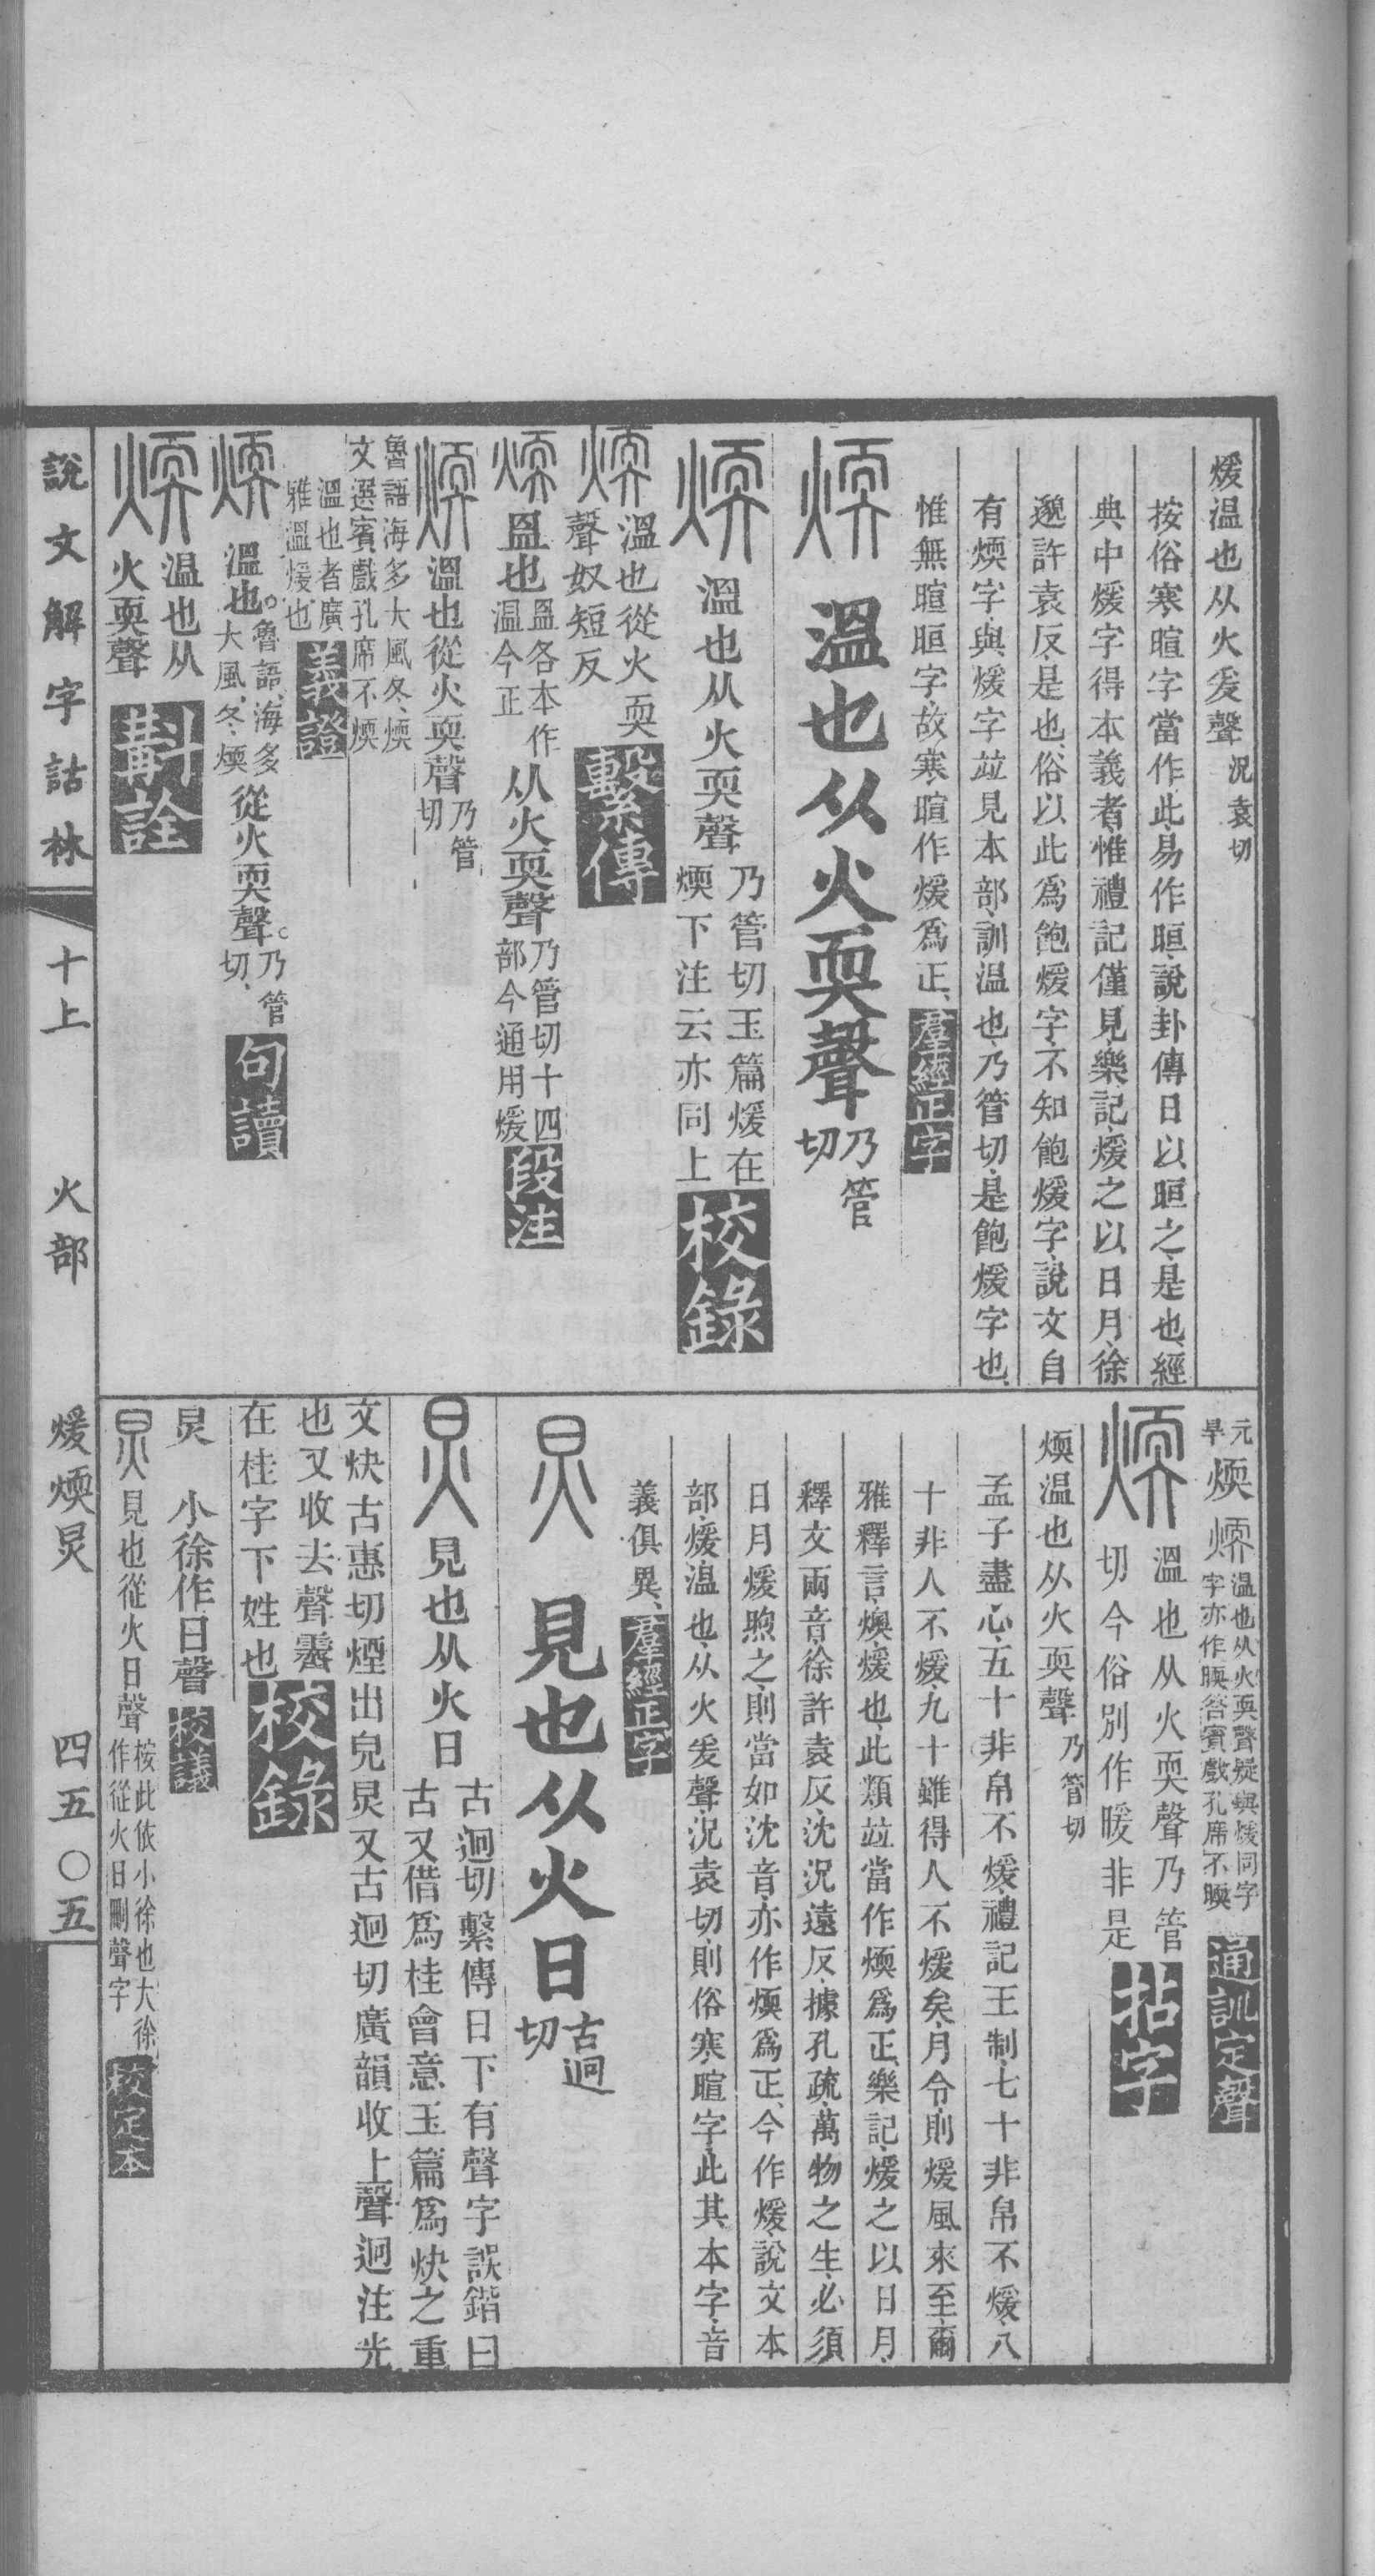 煖温也从火爰聲況袁切
按俗寒暄字當作此易作晅說卦傳日以晅之是也經
典中煖字得本義者惟禮記僅見樂記煖之以日月徐
邈許袁反是也俗以此爲飽煖字不知飽煖字說文自
有煗字與煖字竝見本部訓温也乃管切是飽煖字也
惟無暄晅字故寒暄作煖爲正羣經正字
煗 溫也从火耎聲乃管切
煗 溫也从火耎聲乃管切玉篇煖在
煗下注云亦同上校錄
煗溫也從火耎
聲奴短反繫傳
煗昷也昷各本作
温今正从火耎聲乃管切十四
部今通用煖段注
煗溫也從火耎聲乃管
切
魯語海多大風冬煗
文選賓戲孔席不煗
溫也者廣
雅溫煖也義證
煗 溫也。魯語、海多
大風、冬煗從火耎聲。乃管
切、句讀
煗温也从
火耎聲斠詮
說文解字詁林
十上
火部
煖煗炅
四五〇五
元
旱煗煗温也从火耎聲疑與煖同字
字亦作暝答賓戲孔席不暝通訓定聲
煗溫也从火耎聲乃管
切今俗別作暖非是拈字
煗温也从火耎聲乃管切
孟子盡心五十非帛不煖禮記王制七十非帛不煖八
十非人不煖九十雖得人不煖矣月令則煖風來至爾
雅釋言燠煖也此類竝當作煗爲正樂記煖之以日月
釋文兩音徐許袁反沈況遠反據孔疏萬物之生必須
日月煖煦之則當如沈音亦作煗爲正今作煖說文本
部煖温也从火爰聲況袁切則俗寒暄字此其本字音
義俱異羣經正字
炅 見也从火日古迥切
炅見也从火日古迥切繫傳日下有聲字誤鍇曰
古又借爲桂會意玉篇爲炔之重
文炔古惠切煙出皃炅又古迥切廣韻收上聲迥注光
也又收去聲霽
在桂字下姓也校錄
炅 小徐作日聲校議
炅見也從火日聲桉此依小徐也大徐
作從火日刪聲字校定本